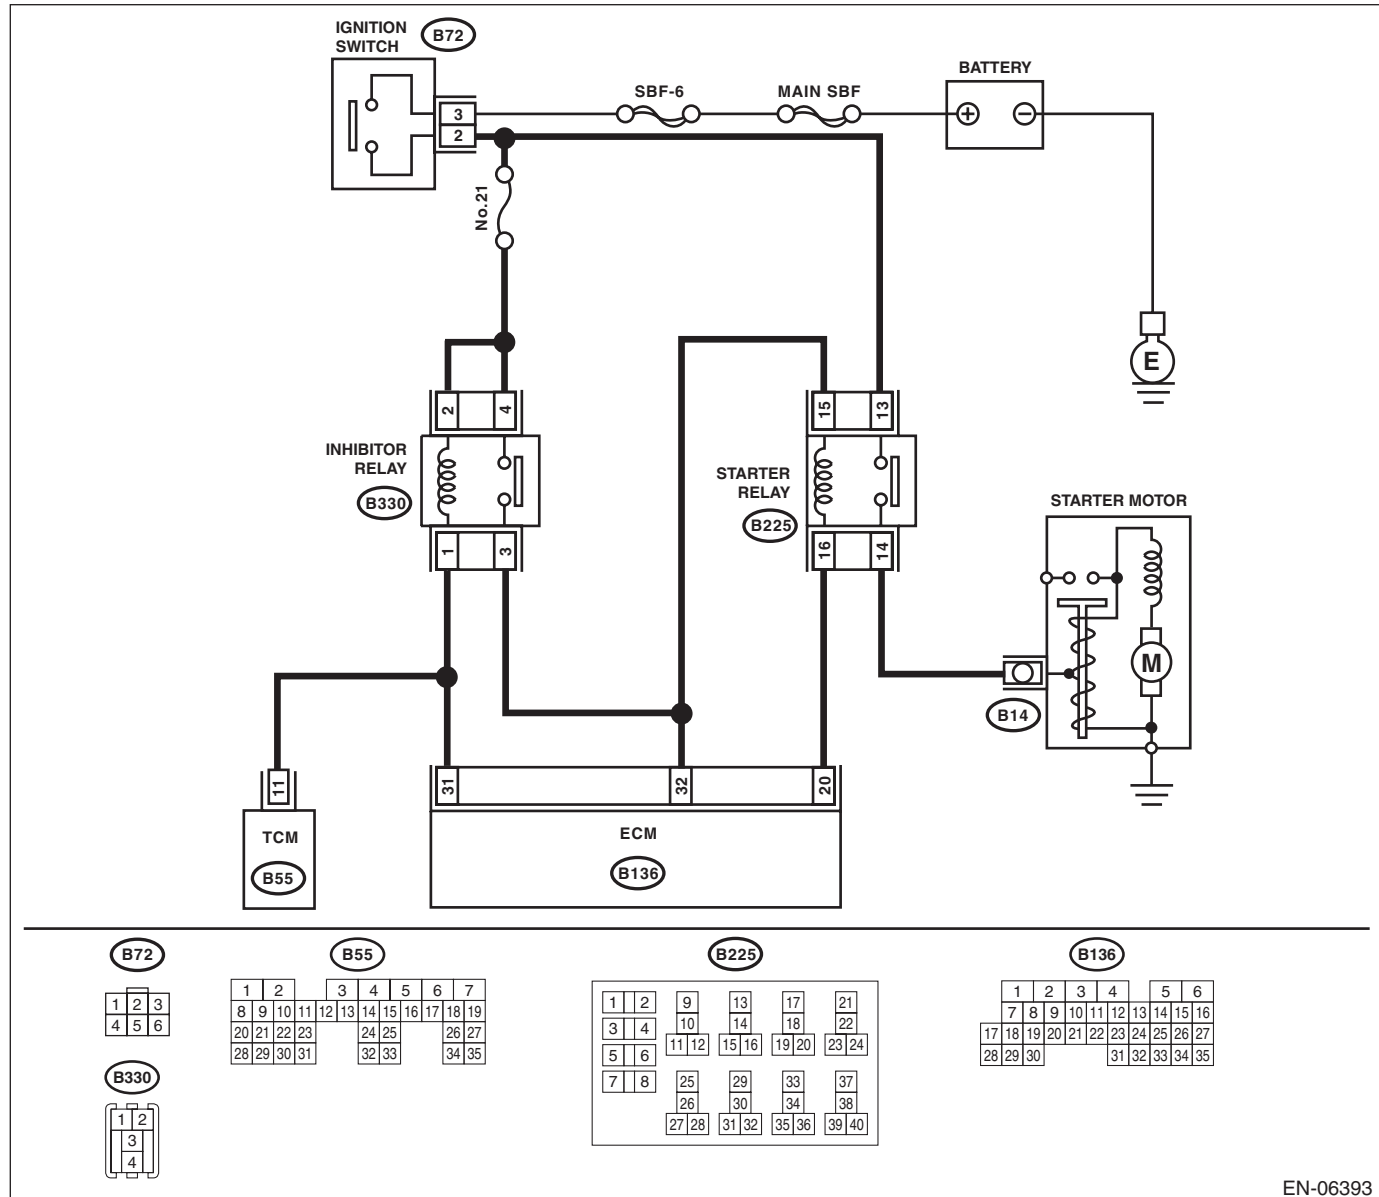 IGNITION
SWITCH
B72
3
2
SBF-6
MAIN SBF
BATTERY
+
−
No.21
E
2
4
INHIBITOR
RELAY
B330
1
3
15
13
STARTER
RELAY
B225
16
14
STARTER MOTOR
M
B14
11
TCM
B55
31
32
20
ECM
B136
B72
1 2 3
4 5 6
B330
1 2
3
4
B55
1 2 3 4 5 6 7
8 9 10 11 12 13 14 15 16 17 18 19
20 21 22 23 24 25 26 27
28 29 30 31 32 33 34 35
B225
1 2 9 13 17 21
3 4 10 14 18 22
5 6 11 12 15 16 19 20 23 24
7 8 25 29 33 37
26 30 34 38
27 28 31 32 35 36 39 40
B136
1 2 3 4 5 6
7 8 9 10 11 12 13 14 15 16
17 18 19 20 21 22 23 24 25 26 27
28 29 30 31 32 33 34 35
EN-06393